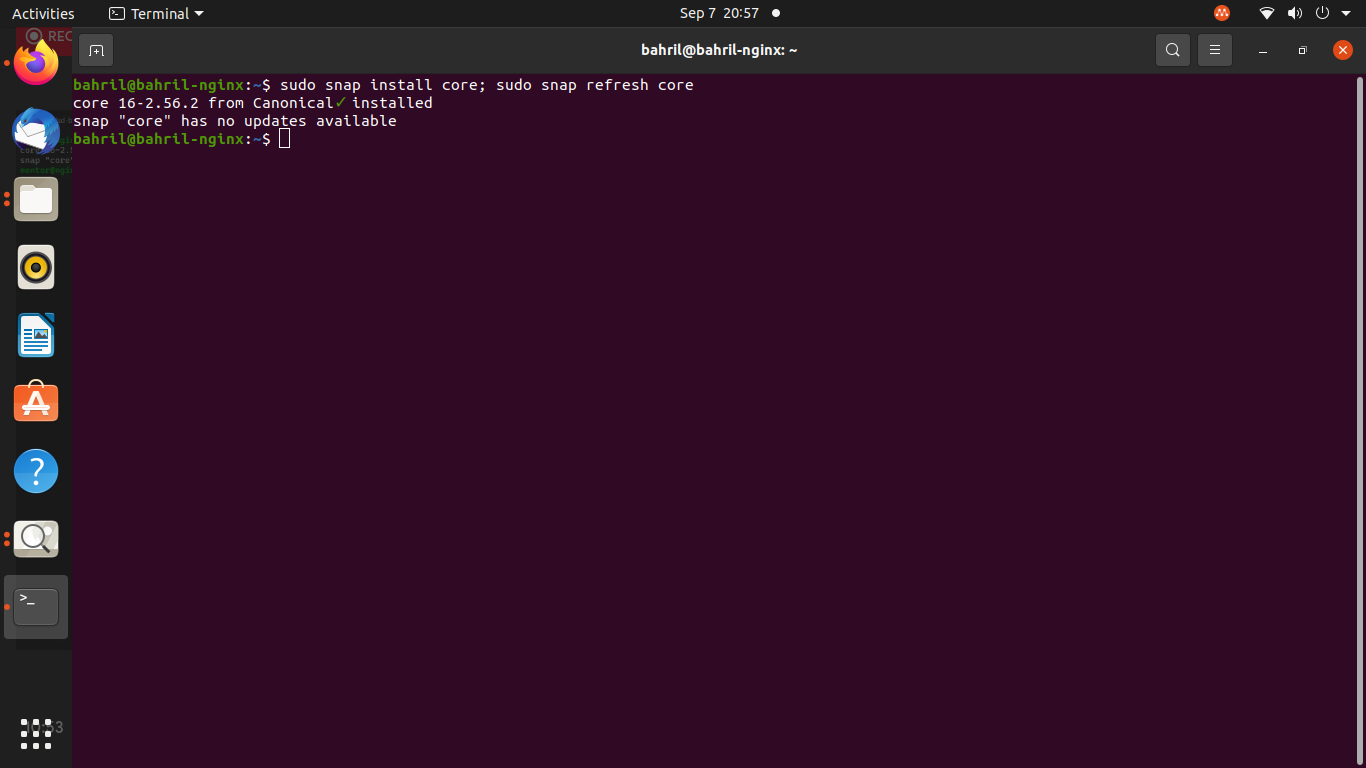 Activities
Terminal
Sep 7 20:57
REC
bahril@bahril-nginx: ~
bahril@bahril-nginx:~$ sudo snap install core; sudo snap refresh core
core 16-2.56.2 from Canonical✓ installed
snap "core" has no updates available
bahril@bahril-nginx:~$
snap "core"